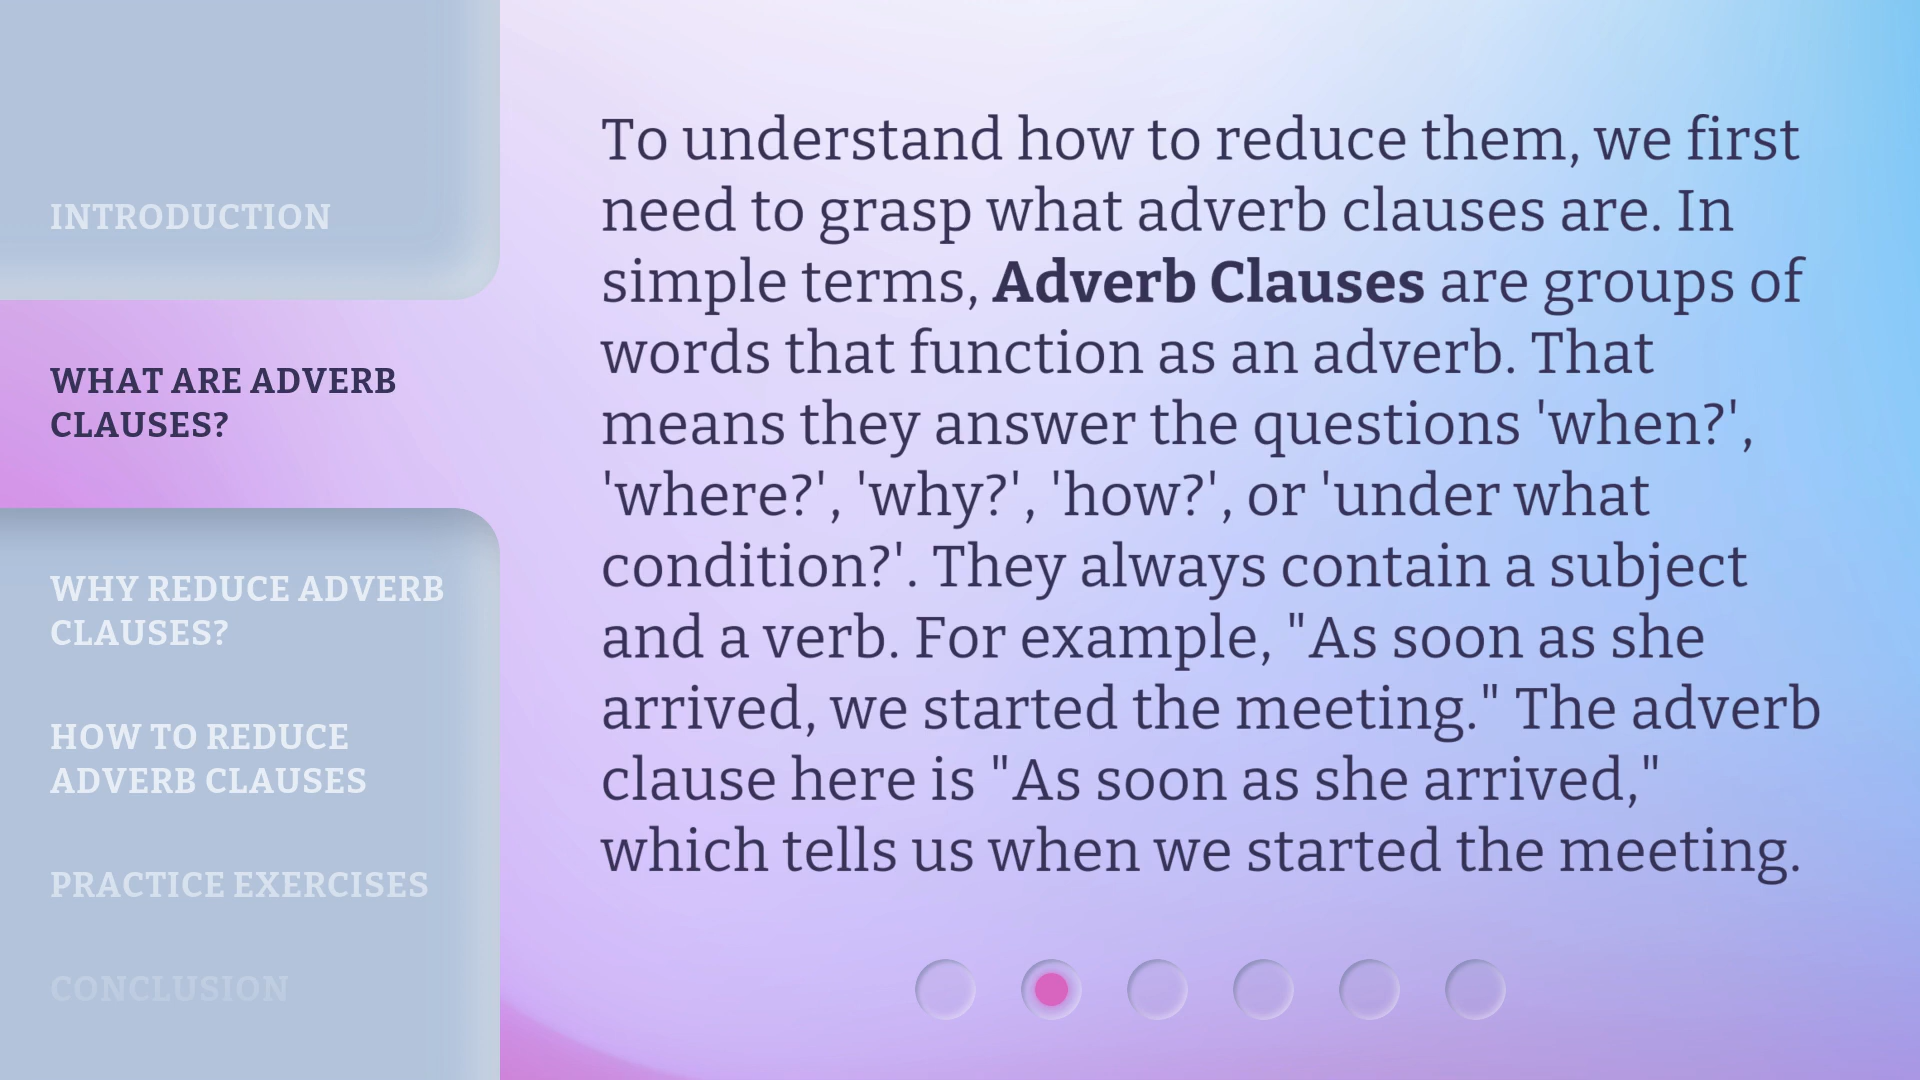 INTRODUCTION
WHAT ARE ADVERB
CLAUSES?
WHY REDUCE ADVERB
CLAUSES?
HOW TO REDUCE
ADVERB CLAUSES
PRACTICE EXERCISES
CONCLUSION
To understand how to reduce them, we first
need to grasp what adverb clauses are. In
simple terms, Adverb Clauses are groups of
words that function as an adverb. That
means they answer the questions 'when?',
'where?', 'why?', 'how?', or 'under what
condition?'. They always contain a subject
and a verb. For example, "As soon as she
arrived, we started the meeting." The adverb
clause here is "As soon as she arrived,"
which tells us when we started the meeting.